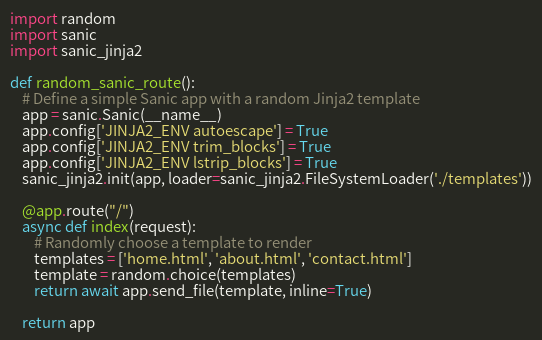 import random
import sanic
import sanic_jinja2

def random_sanic_route():
    # Define a simple Sanic app with a random Jinja2 template
    app = sanic.Sanic(__name__)
    app.config['JINJA2_ENV autoescape'] = True
    app.config['JINJA2_ENV trim_blocks'] = True
    app.config['JINJA2_ENV lstrip_blocks'] = True
    sanic_jinja2.init(app, loader=sanic_jinja2.FileSystemLoader('./templates'))

    @app.route("/")
    async def index(request):
        # Randomly choose a template to render
        templates = ['home.html', 'about.html', 'contact.html']
        template = random.choice(templates)
        return await app.send_file(template, inline=True)

    return app